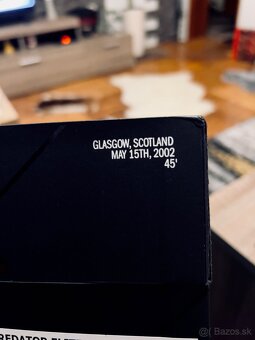 GLASGOW, SCOTLAND
MAY 15TH, 2002
45'
Bazos.sk